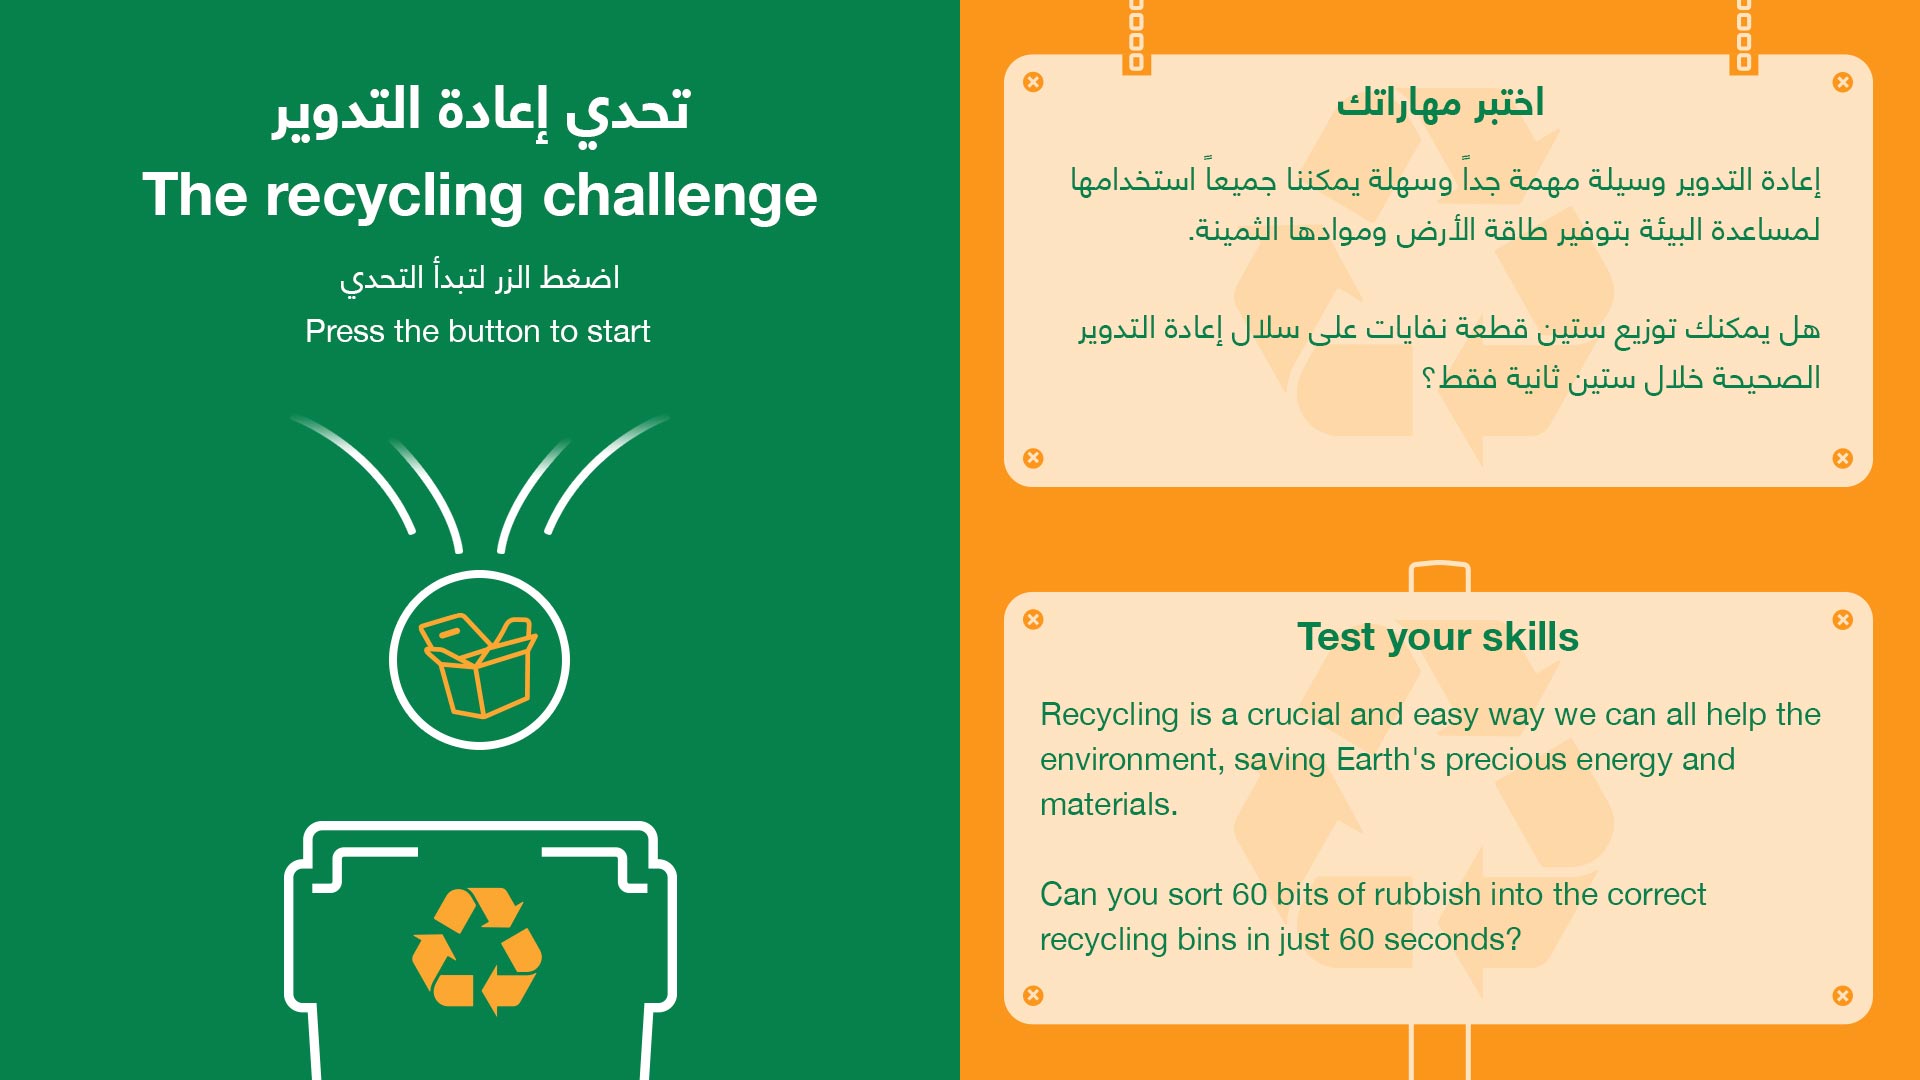 تحدي إعادة التدوير
The recycling challenge
اضغط الزر لتبدأ التحدي
Press the button to start
اختبر مهاراتك
إعادة التدوير وسيلة مهمة جداً وسهلة يمكننا جميعاً استخدامها
لمساعدة البيئة بتوفير طاقة الأرض وموادها الثمينة.
هل يمكنك توزيع ستين قطعة نفايات على سلال إعادة التدوير
الصحيحة خلال ستين ثانية فقط؟
Test your skills
Recycling is a crucial and easy way we can all help the
environment, saving Earth's precious energy and
materials.
Can you sort 60 bits of rubbish into the correct
recycling bins in just 60 seconds?